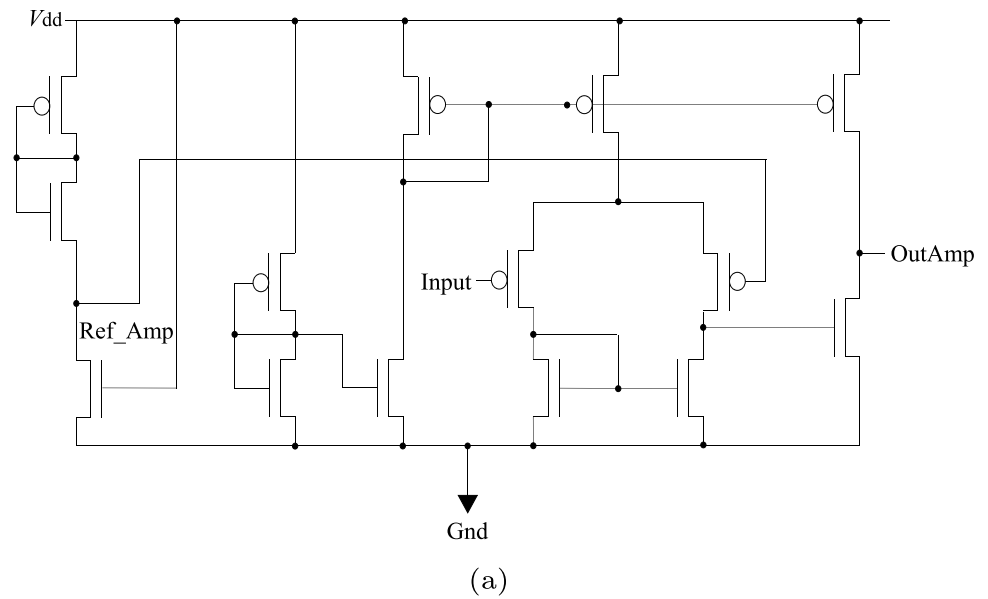 Vdd
OutAmp
Input
Ref_Amp
Gnd
(a)